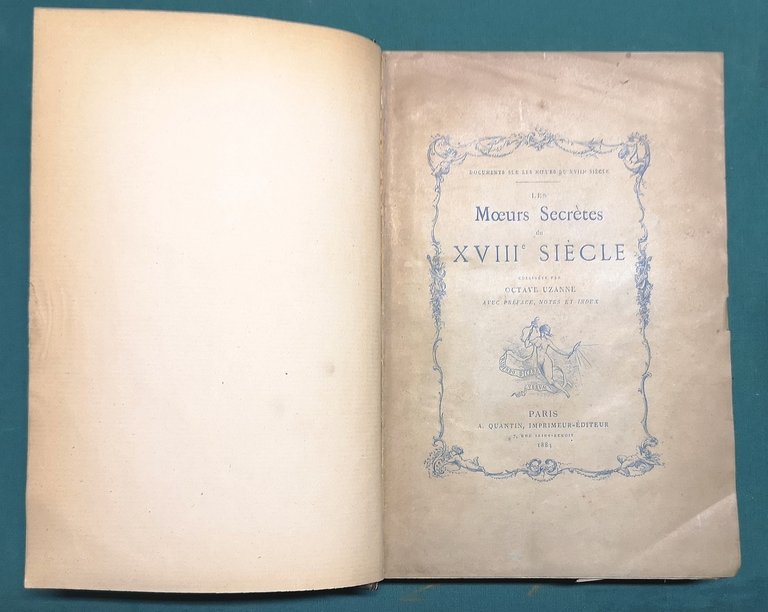 DOCUMENTS SUR LES MŒURS DU XVIIIe SIÈCLE
LES
Mœurs Secrètes
du
XVIIIe SIÈCLE
COLLIGÉES PAR
OCTAVE UZANNE
AVEC PRÉFACE, NOTES ET INDEX
PARIS
A. QUANTIN, IMPRIMEUR-ÉDITEUR
7, RUE SAINT-BENOIT
1883